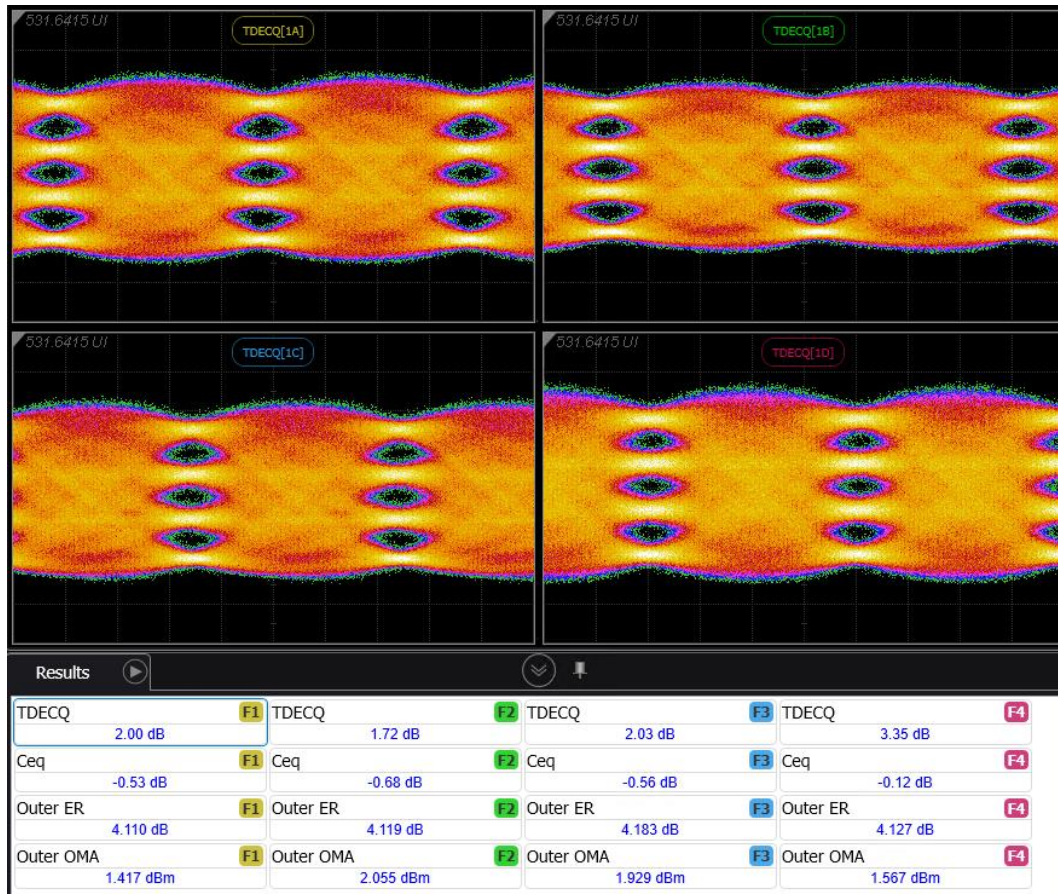 531.6415 UI
TDECQ[1A]
531.6415 UI
TDECQ[1B]
531.6415 UI
TDECQ[1C]
531.6415 UI
TDECQ[1D]
Results
TDECQ F1 TDECQ F2 TDECQ F3 TDECQ F4
2.00 dB 1.72 dB 2.03 dB 3.35 dB
Ceq F1 Ceq F2 Ceq F3 Ceq F4
-0.53 dB -0.68 dB -0.56 dB -0.12 dB
Outer ER F1 Outer ER F2 Outer ER F3 Outer ER F4
4.110 dB 4.119 dB 4.183 dB 4.127 dB
Outer OMA F1 Outer OMA F2 Outer OMA F3 Outer OMA F4
1.417 dBm 2.055 dBm 1.929 dBm 1.567 dBm